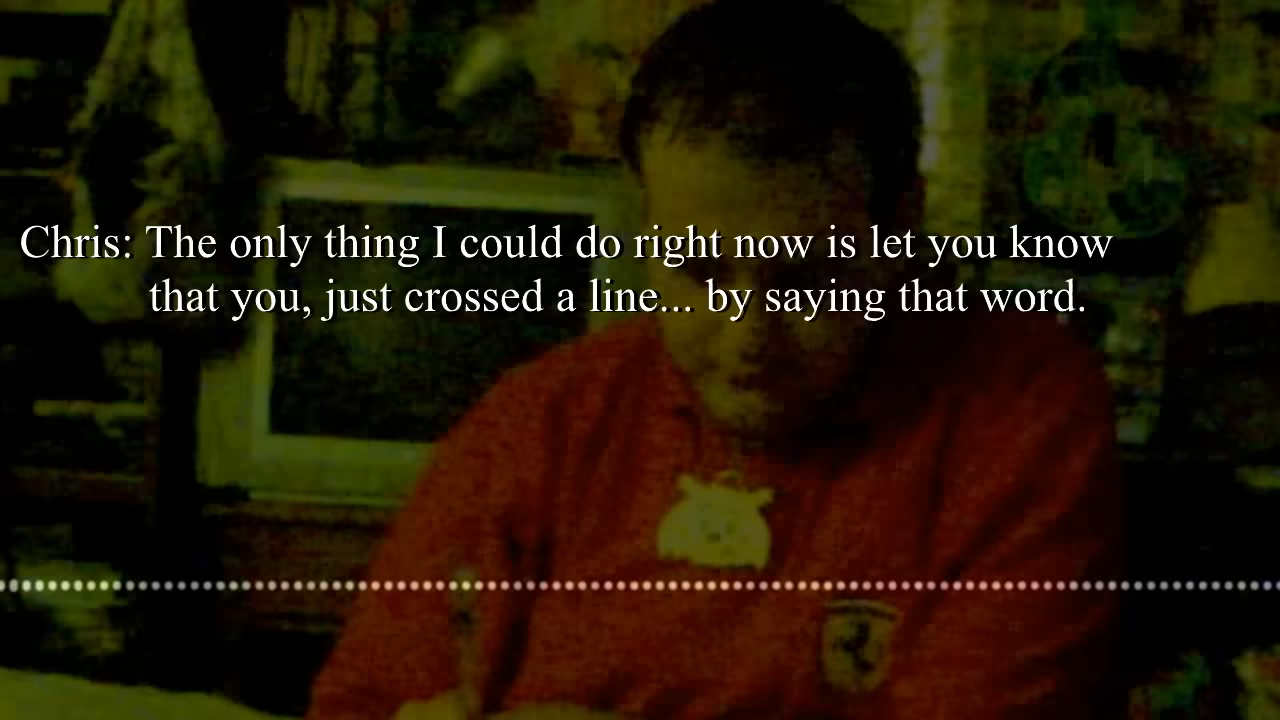 Chris: The only thing I could do right now is let you know
that you, just crossed a line... by saying that word.